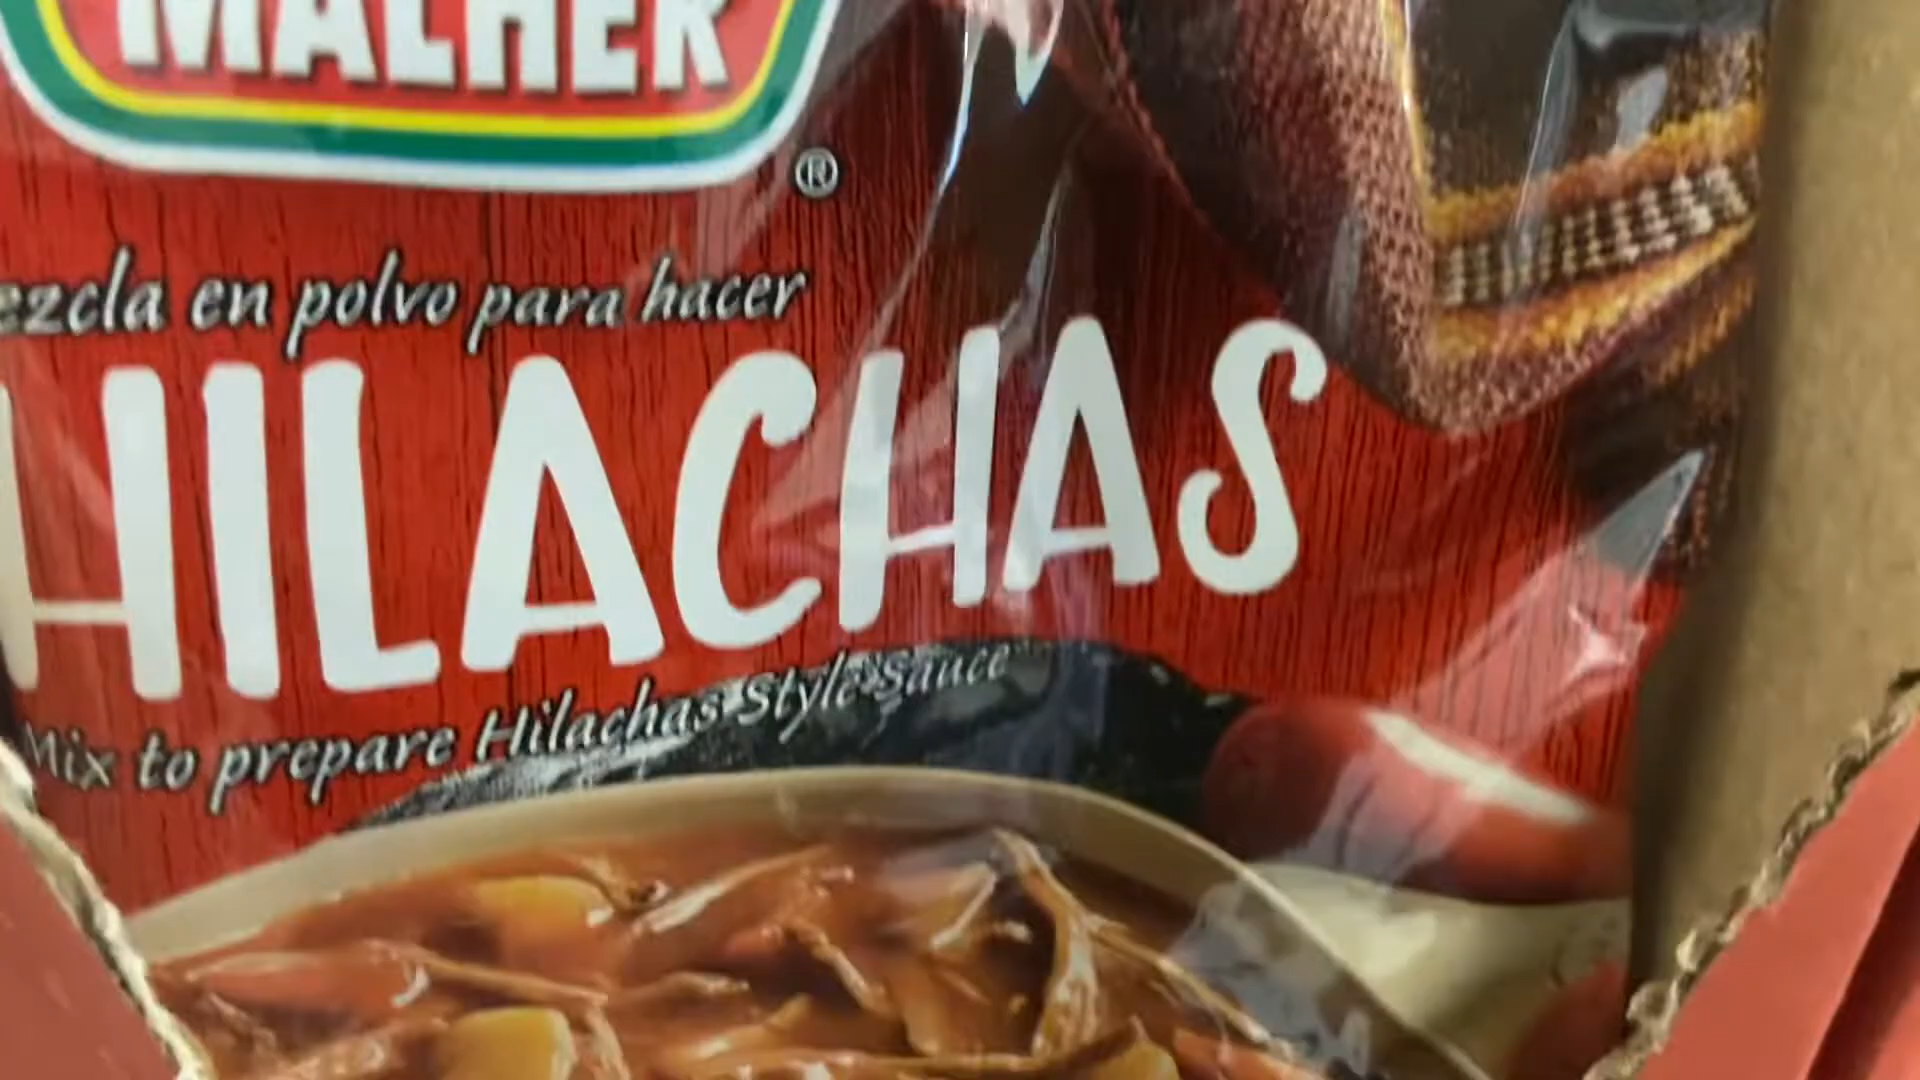 MALHER
®
ezcla en polvo para hacer
HILACHAS
Mix to prepare Hilachas Style Sauce